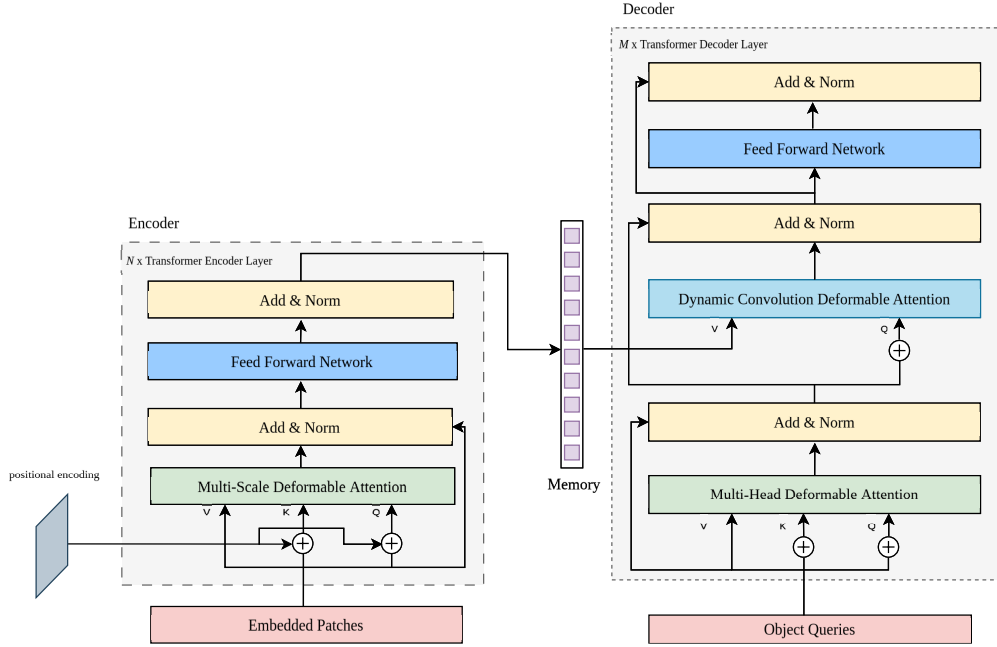 Decoder
M x Transformer Decoder Layer
Add & Norm
Feed Forward Network
Add & Norm
Dynamic Convolution Deformable Attention
V
Q
Add & Norm
Multi-Head Deformable Attention
V
K
Q
Object Queries
Encoder
N x Transformer Encoder Layer
Add & Norm
Feed Forward Network
Add & Norm
Multi-Scale Deformable Attention
V
K
Q
positional encoding
Embedded Patches
Memory